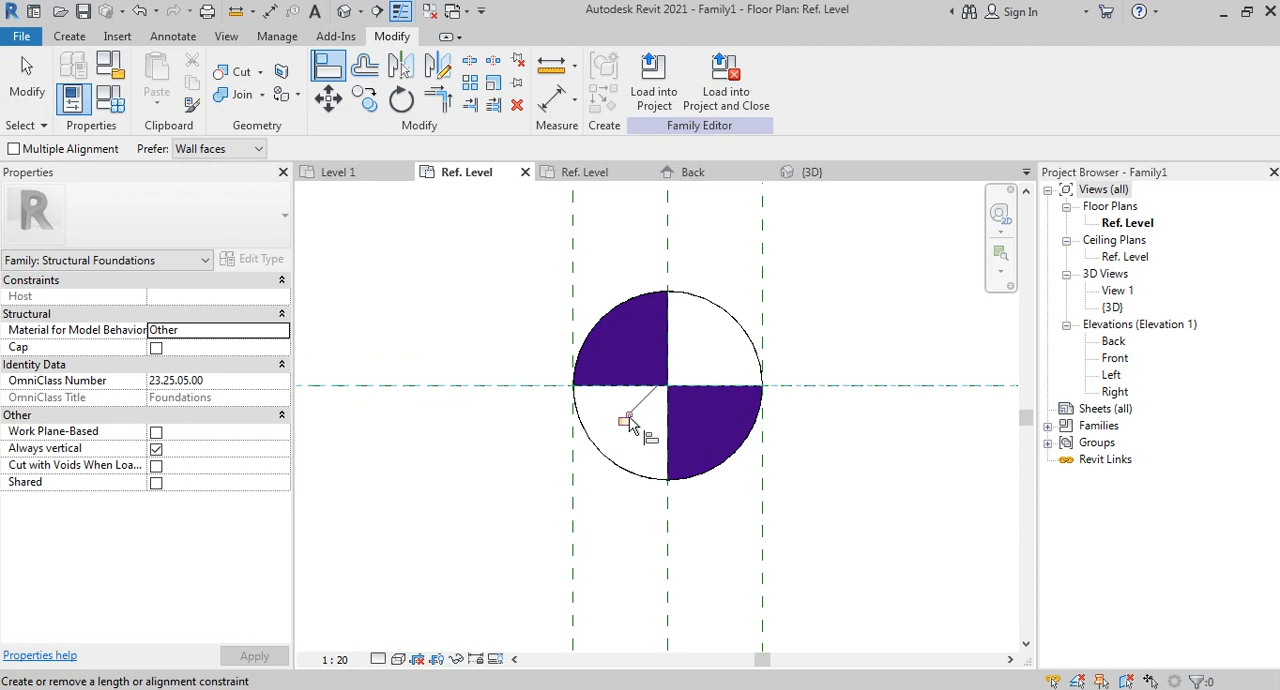 Autodesk Revit 2021 - Family1 - Floor Plan: Ref. Level
Sign In
File Create Insert Annotate View Manage Add-Ins Modify
Modify Paste Cut Join Load into Project Load into Project and Close
Select Properties Clipboard Geometry Modify Measure Create Family Editor
Multiple Alignment Prefer: Wall faces
Properties
Level 1 Ref. Level Ref. Level Back {3D}
Project Browser - Family1
Family: Structural Foundations Edit Type
Constraints
Host
Structural
Material for Model Behavior Other
Cap
Identity Data
OmniClass Number 23.25.05.00
OmniClass Title Foundations
Other
Work Plane-Based
Always vertical
Cut with Voids When Loa...
Shared
Properties help Apply
2D
Views (all)
Floor Plans
Ref. Level
Ceiling Plans
Ref. Level
3D Views
View 1
{3D}
Elevations (Elevation 1)
Back
Front
Left
Right
Sheets (all)
Families
Groups
Revit Links
1 : 20
Create or remove a length or alignment constraint
:0